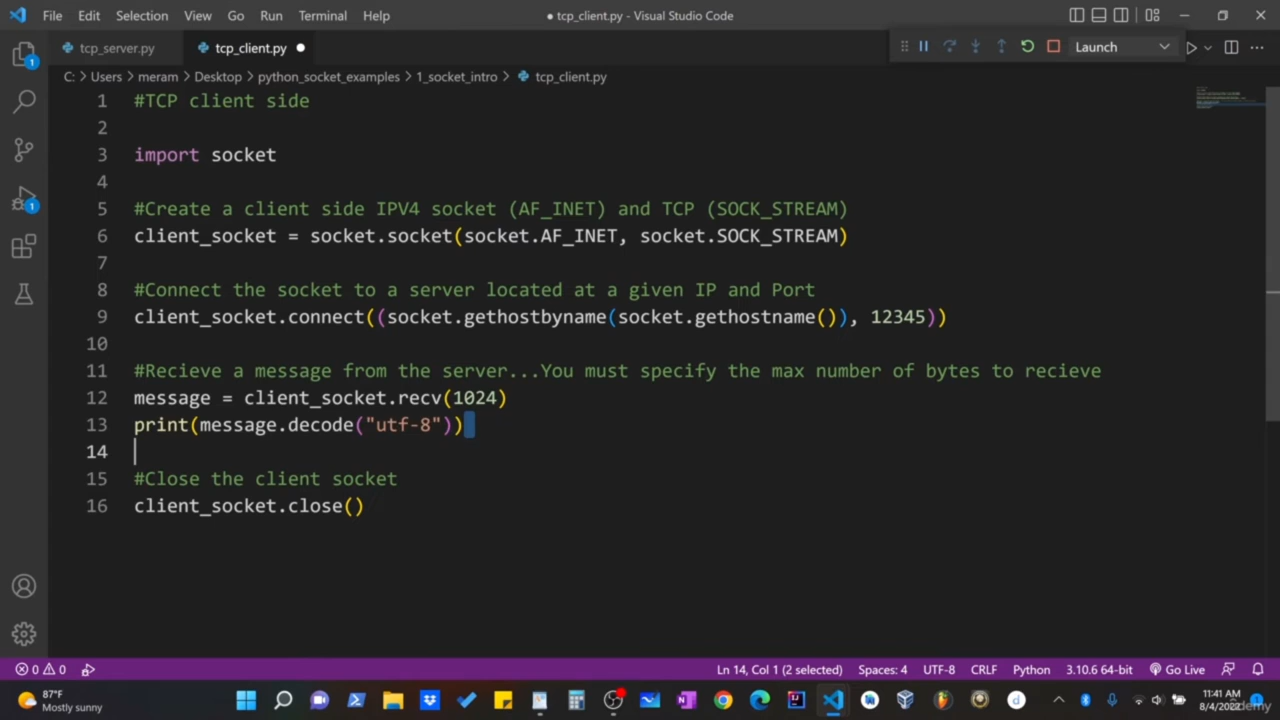 File Edit Selection View Go Run Terminal Help
● tcp_client.py - Visual Studio Code
tcp_server.py
tcp_client.py ●
Launch
C: > Users > meram > Desktop > python_socket_examples > 1_socket_intro > tcp_client.py
1 #TCP client side
2
3 import socket
4
5 #Create a client side IPV4 socket (AF_INET) and TCP (SOCK_STREAM)
6 client_socket = socket.socket(socket.AF_INET, socket.SOCK_STREAM)
7
8 #Connect the socket to a server located at a given IP and Port
9 client_socket.connect((socket.gethostbyname(socket.gethostname()), 12345))
10
11 #Recieve a message from the server...You must specify the max number of bytes to recieve
12 message = client_socket.recv(1024)
13 print(message.decode("utf-8"))
14
15 #Close the client socket
16 client_socket.close()
1
1
0 0
Ln 14, Col 1 (2 selected) Spaces: 4 UTF-8 CRLF Python 3.10.6 64-bit Go Live
87°F
Mostly sunny
11:41 AM
8/4/2022